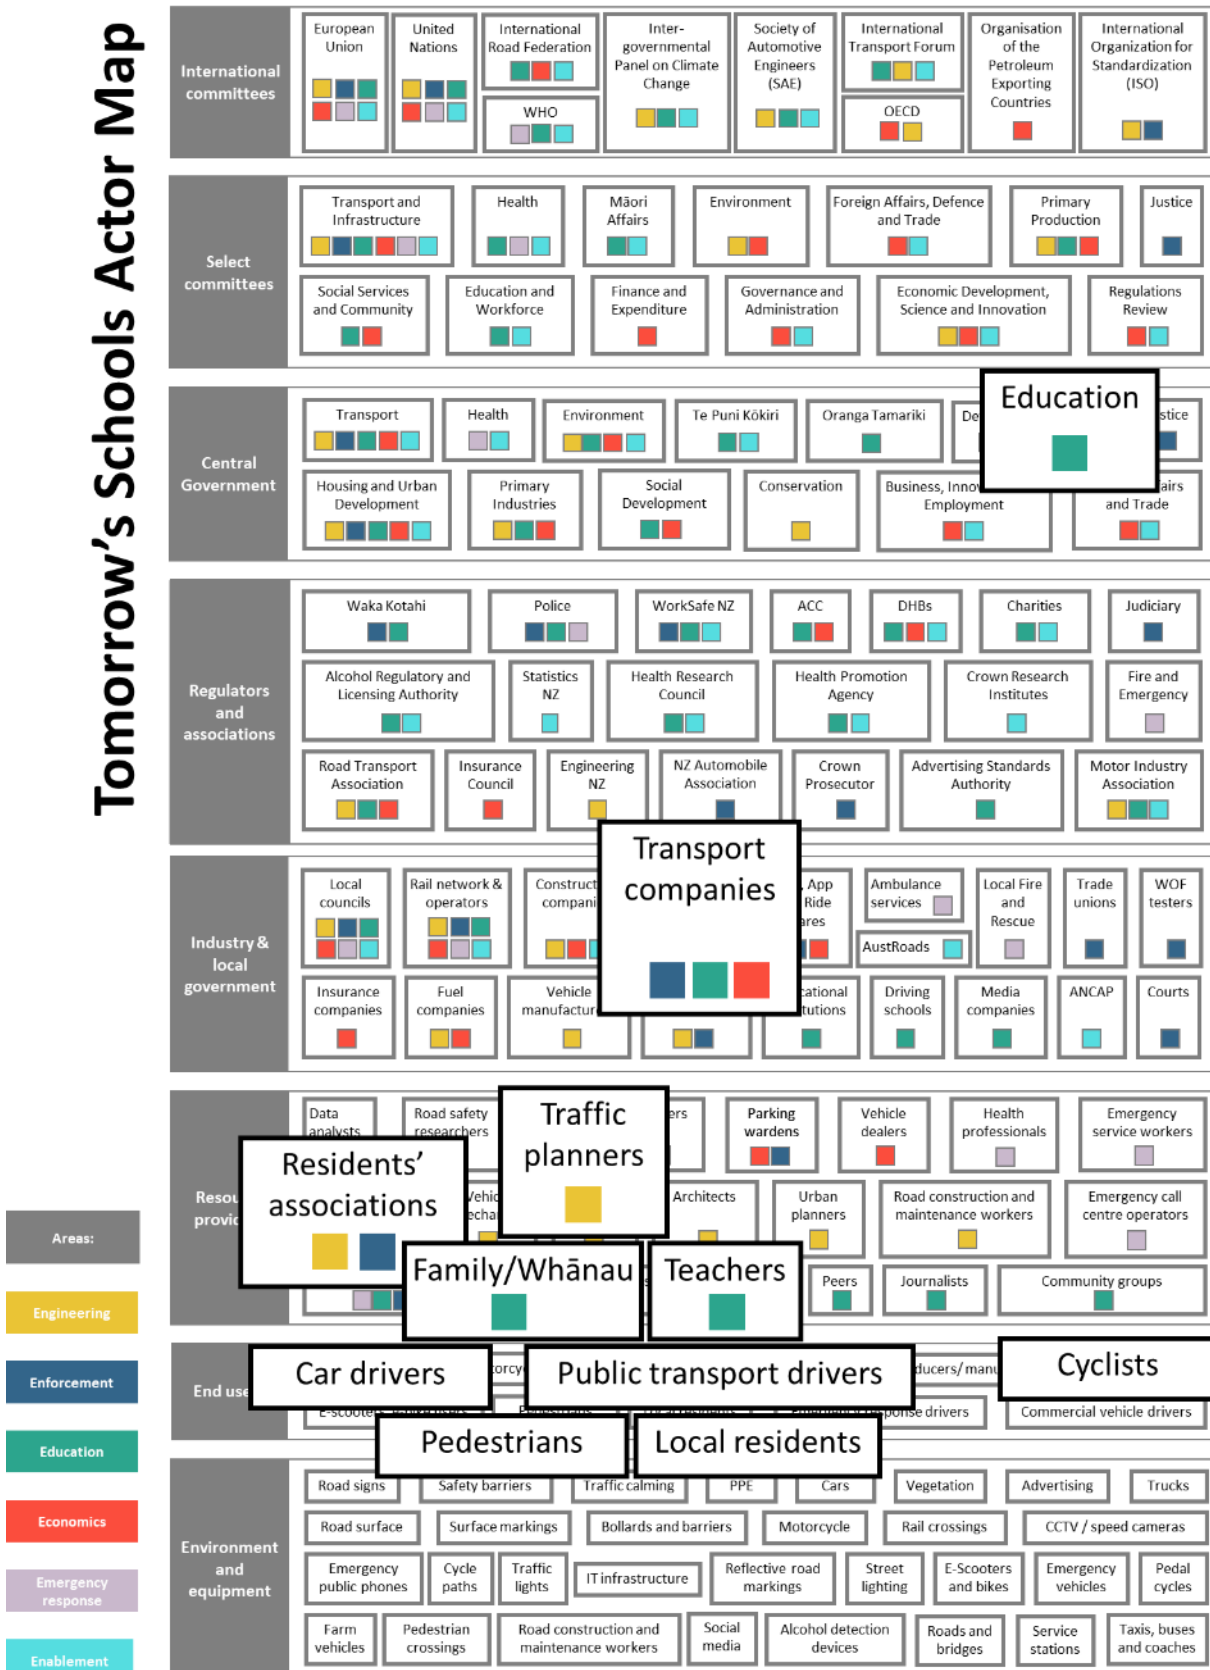 Tomorrow's Schools Actor Map
International
committees
European
Union
United
Nations
International
Road Federation
WHO
Inter-
governmental
Panel on Climate
Change
Society of
Automotive
Engineers
(SAE)
International
Transport Forum
OECD
Organisation
of the
Petroleum
Exporting
Countries
International
Organization for
Standardization
(ISO)
Select
committees
Transport and
Infrastructure
Health
Māori
Affairs
Environment
Foreign Affairs, Defence
and Trade
Primary
Production
Justice
Social Services
and Community
Education and
Workforce
Finance and
Expenditure
Governance and
Administration
Economic Development,
Science and Innovation
Regulations
Review
Central
Government
Transport
Health
Environment
Te Puni Kōkiri
Oranga Tamariki
Education
Housing and Urban
Development
Primary
Industries
Social
Development
Conservation
Business,
Employment
and Trade
Regulators
and
associations
Waka Kotahi
Police
WorkSafe NZ
ACC
DHBs
Charities
Judiciary
Alcohol Regulatory and
Licensing Authority
Statistics
NZ
Health Research
Council
Health Promotion
Agency
Crown Research
Institutes
Fire and
Emergency
Road Transport
Association
Insurance
Council
Engineering
NZ
NZ Automobile
Association
Crown
Prosecutor
Advertising Standards
Authority
Motor Industry
Association
Industry &
local
government
Local
councils
Rail network &
operators
Transport
companies
App
Ride
Ambulance
services
AustRoads
Local Fire
and
Rescue
Trade
unions
WOF
testers
Insurance
companies
Fuel
companies
Vehicle
Driving
schools
Media
companies
ANCAP
Courts
Data
analysts
Road safety
researchers
Traffic
planners
Parking
wardens
Vehicle
dealers
Health
professionals
Emergency
service workers
Residents'
associations
Architects
Urban
planners
Road construction and
maintenance workers
Emergency call
centre operators
Family/Whānau
Teachers
Peers
Journalists
Community groups
Car drivers
Public transport drivers
Cyclists
Commercial vehicle drivers
Pedestrians
Local residents
Environment
and
equipment
Road signs
Safety barriers
Traffic calming
PPE
Cars
Vegetation
Advertising
Trucks
Road surface
Surface markings
Bollards and barriers
Motorcycle
Rail crossings
CCTV / speed cameras
Emergency
public phones
Cycle
paths
Traffic
lights
IT infrastructure
Reflective road
markings
Street
lighting
E-Scooters
and bikes
Emergency
vehicles
Pedal
cycles
Farm
vehicles
Pedestrian
crossings
Road construction and
maintenance workers
Social
media
Alcohol detection
devices
Roads and
bridges
Service
stations
Taxis, buses
and coaches
Areas:
Engineering
Enforcement
Education
Economics
Emergency
response
Enablement